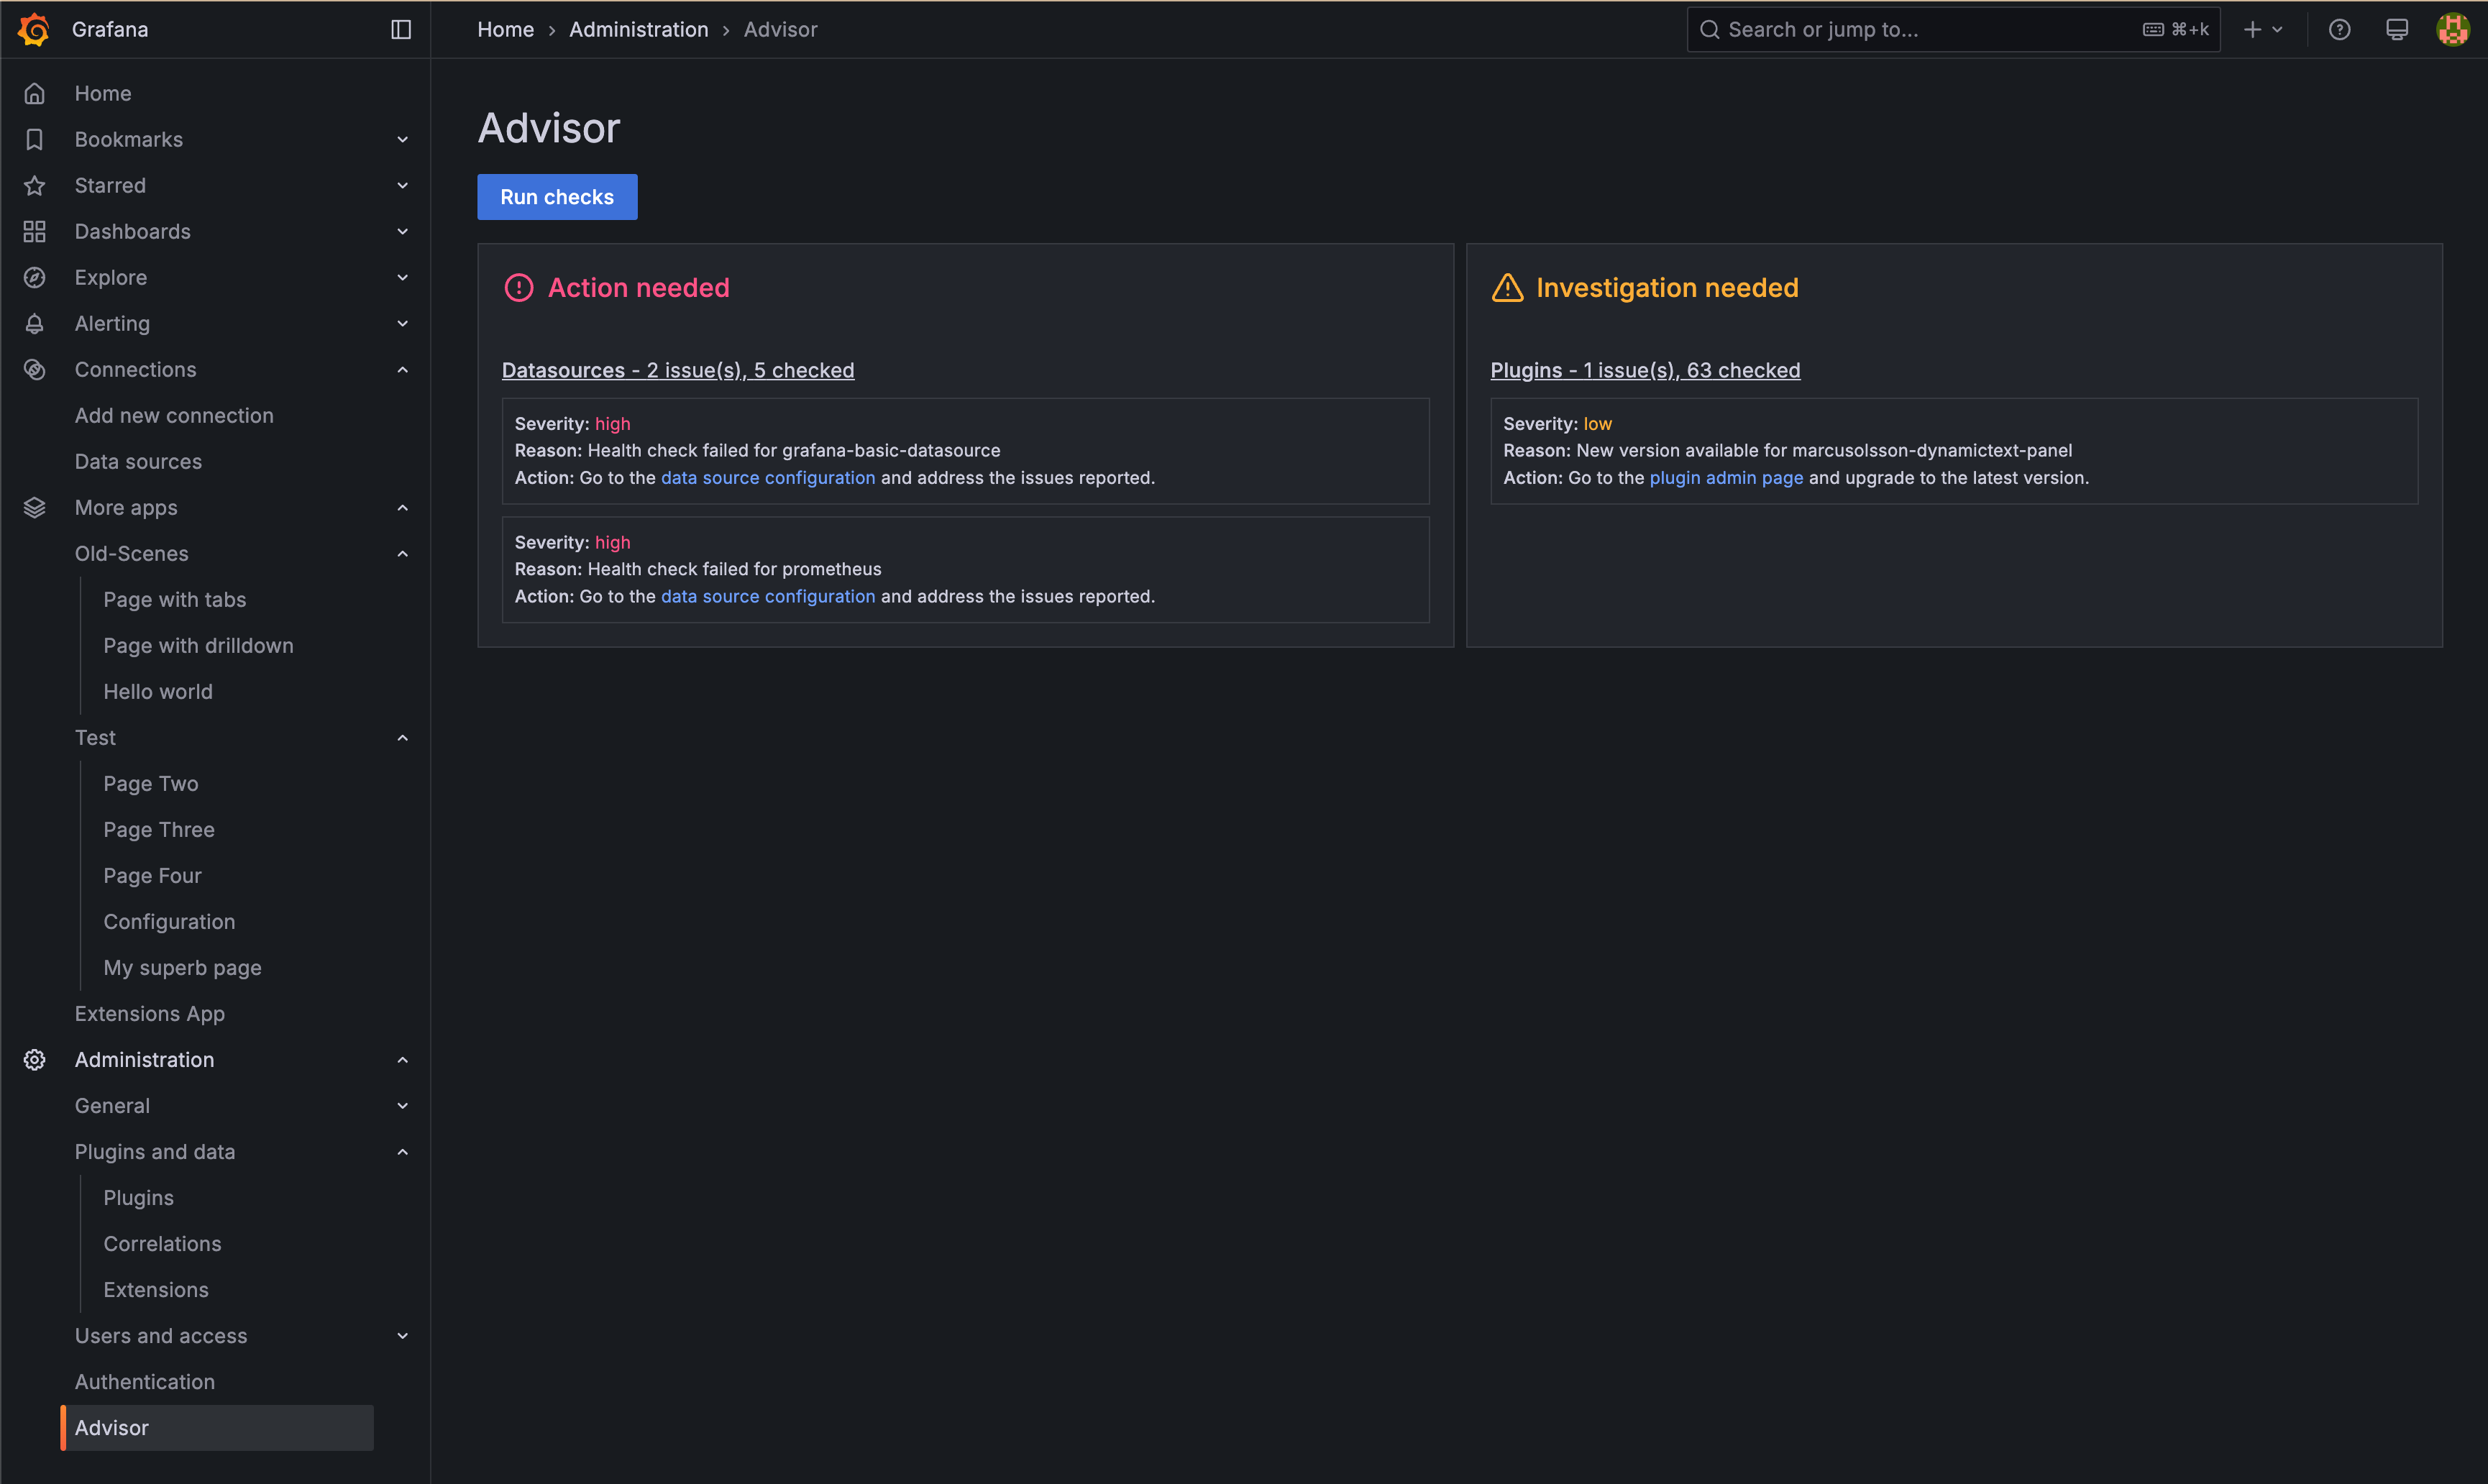 Grafana
Home › Administration › Advisor
Search or jump to...
⌘+k
Home
Bookmarks
Starred
Dashboards
Explore
Alerting
Connections
Add new connection
Data sources
More apps
Old-Scenes
Page with tabs
Page with drilldown
Hello world
Test
Page Two
Page Three
Page Four
Configuration
My superb page
Extensions App
Administration
General
Plugins and data
Plugins
Correlations
Extensions
Users and access
Authentication
Advisor
Advisor
Run checks
Action needed
Datasources - 2 issue(s), 5 checked
Severity: high
Reason: Health check failed for grafana-basic-datasource
Action: Go to the data source configuration and address the issues reported.
Severity: high
Reason: Health check failed for prometheus
Action: Go to the data source configuration and address the issues reported.
Investigation needed
Plugins - 1 issue(s), 63 checked
Severity: low
Reason: New version available for marcusolsson-dynamictext-panel
Action: Go to the plugin admin page and upgrade to the latest version.